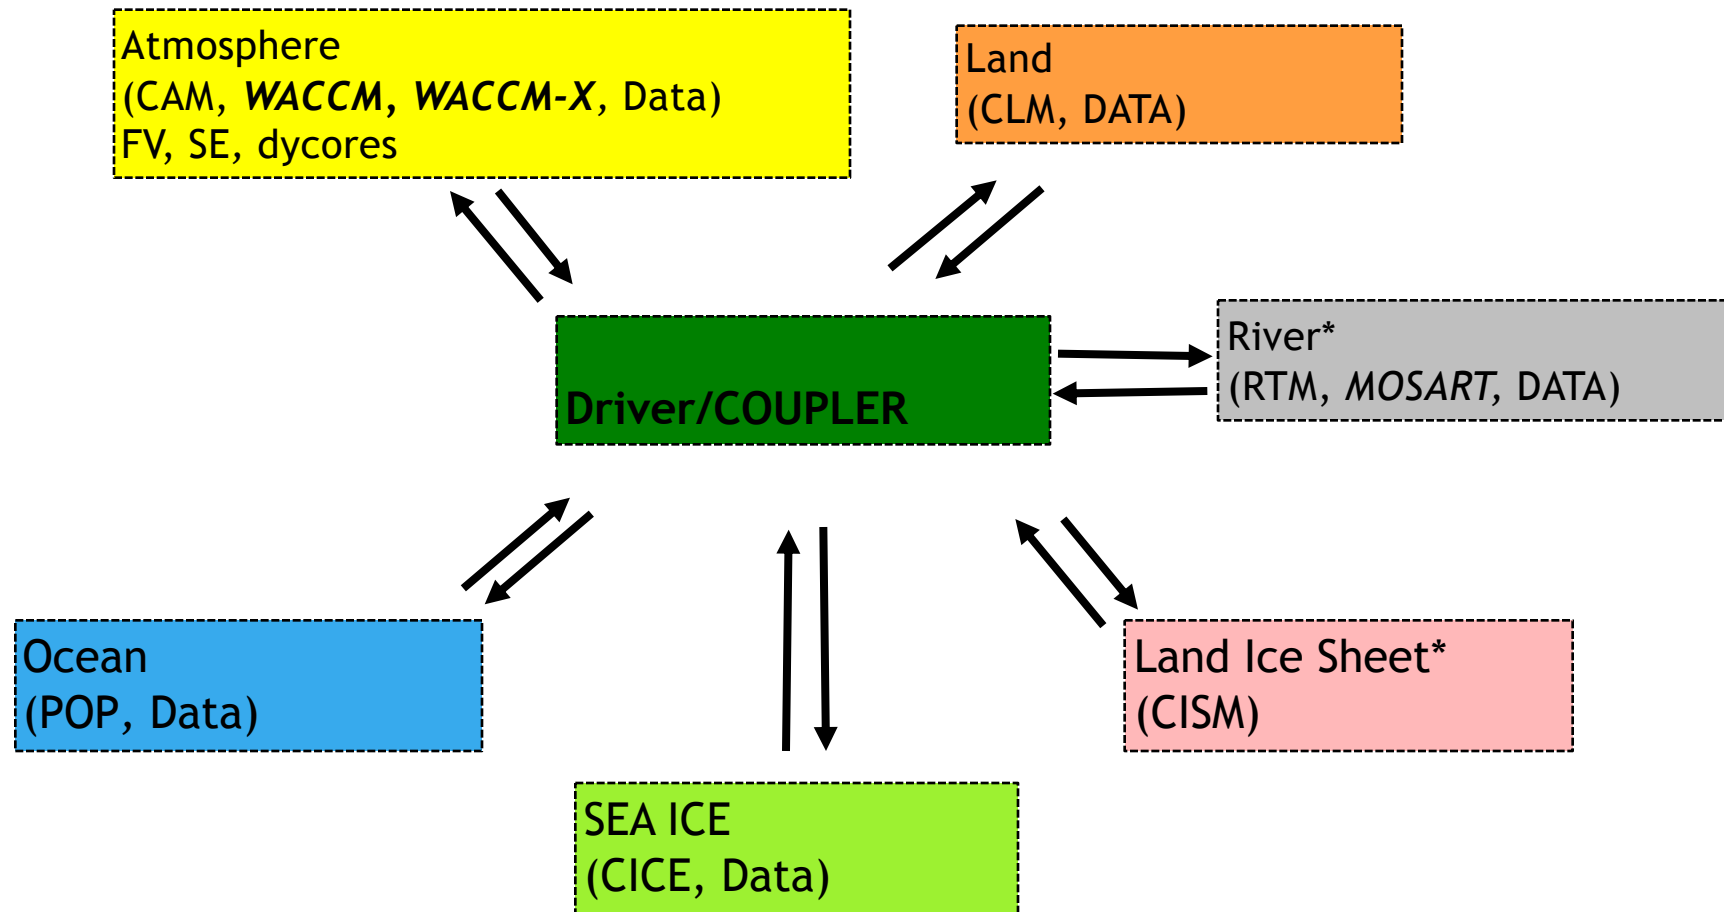 Atmosphere
(CAM, WACCM, WACCM-X, Data)
FV, SE, dycores
Land
(CLM, DATA)
River*
(RTM, MOSART, DATA)
Driver/COUPLER
Ocean
(POP, Data)
Land Ice Sheet*
(CISM)
SEA ICE
(CICE, Data)